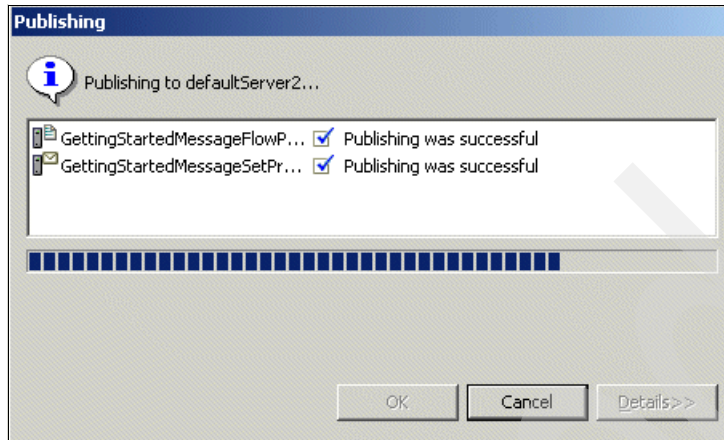 Publishing
Publishing to defaultServer2...
GettingStartedMessageFlowP... Publishing was successful
GettingStartedMessageSetPr... Publishing was successful
OK Cancel Details>>